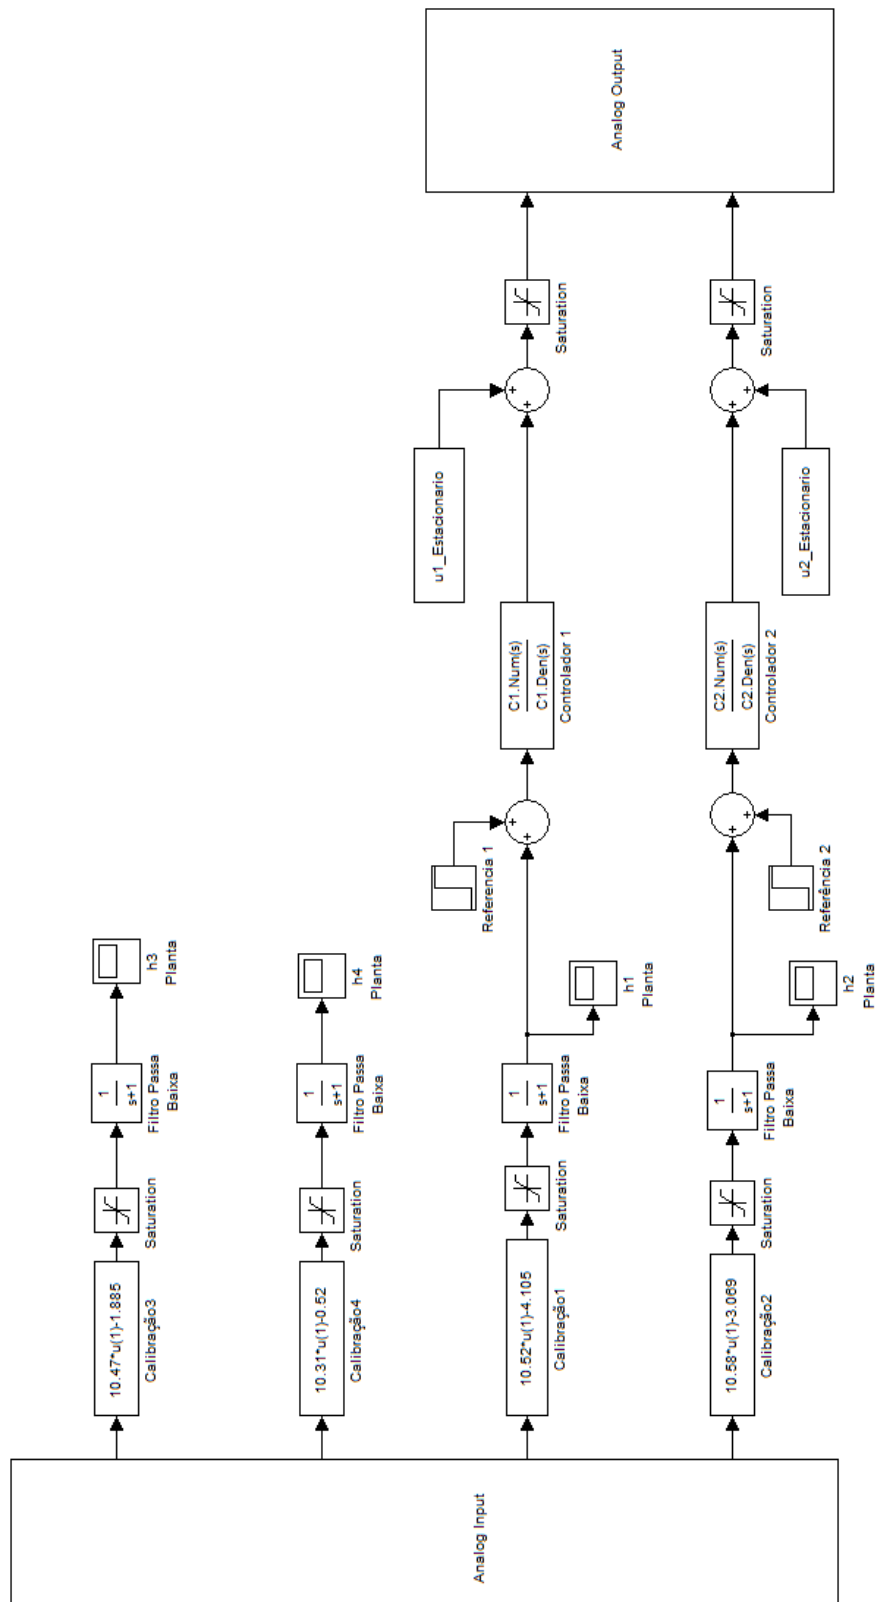 Analog Input
10.47*u(1)-1.885
Calibração3
Saturation
1
s+1
Filtro Passa
Baixa
h3
Planta
10.31*u(1)-0.52
Calibração4
Saturation
1
s+1
Filtro Passa
Baixa
h4
Planta
10.52*u(1)-4.105
Calibração1
Saturation
1
s+1
Filtro Passa
Baixa
h1
Planta
Referencia 1
+
+
C1.Num(s)
C1.Den(s)
Controlador 1
u1_Estacionario
+
+
Saturation
10.58*u(1)-3.069
Calibração2
Saturation
1
s+1
Filtro Passa
Baixa
h2
Planta
Referência 2
+
+
C2.Num(s)
C2.Den(s)
Controlador 2
u2_Estacionario
+
+
Saturation
Analog Output